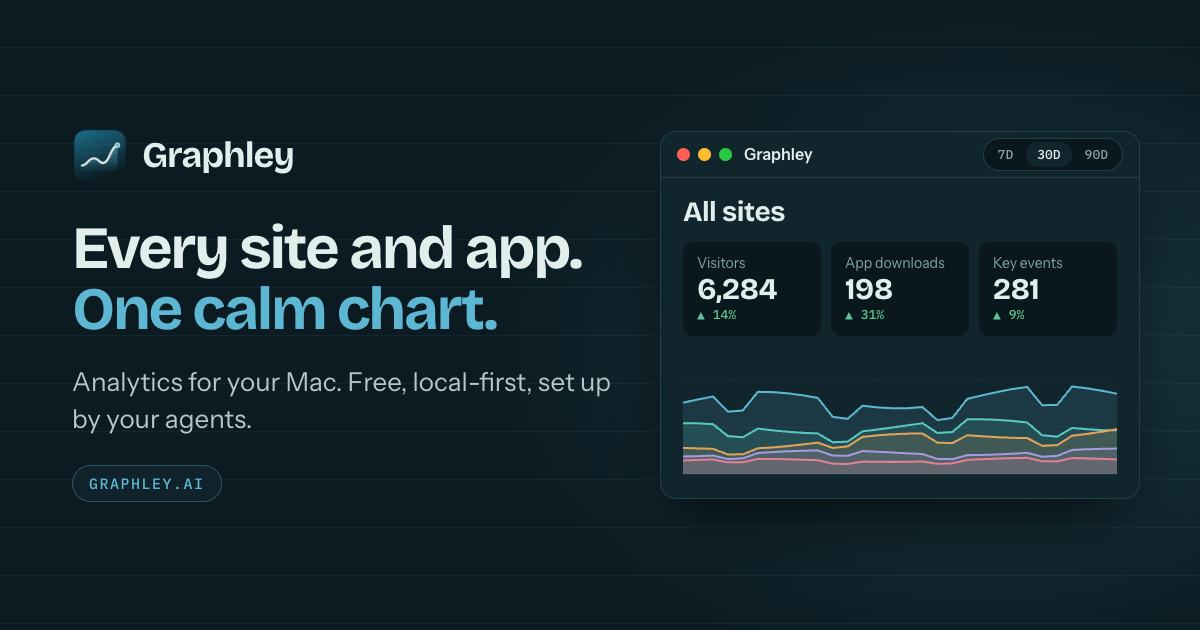 Graphley
Every site and app.
One calm chart.
Analytics for your Mac. Free, local-first, set up
by your agents.
GRAPHLEY.AI
Graphley
7D 30D 90D
All sites
Visitors
6,284
▲ 14%
App downloads
198
▲ 31%
Key events
281
▲ 9%